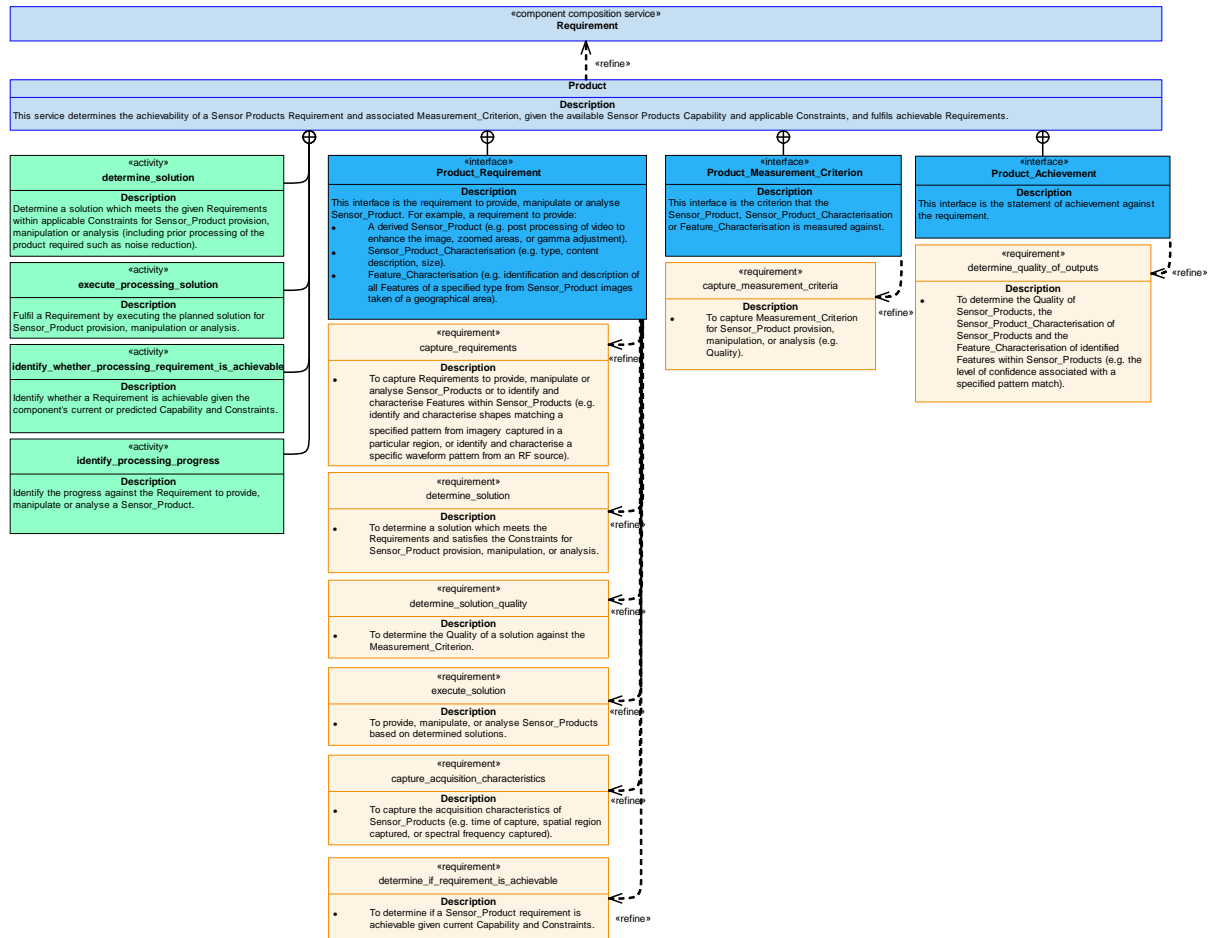 «component composition service»
Requirement
«refine»
Product
Description
This service determines the achievability of a Sensor Products Requirement and associated Measurement_Criterion, given the available Sensor Products Capability and applicable Constraints, and fulfils achievable Requirements.
«activity»
determine_solution
Description
Determine a solution which meets the given Requirements
within applicable Constraints for Sensor_Product provision,
manipulation or analysis (including prior processing of the
product required such as noise reduction).
«activity»
execute_processing_solution
Description
Fulfil a Requirement by executing the planned solution for
Sensor_Product provision, manipulation or analysis.
«activity»
identify_whether_processing_requirement_is_achievable
Description
Identify whether a Requirement is achievable given the
component's current or predicted Capability and Constraints.
«activity»
identify_processing_progress
Description
Identify the progress against the Requirement to provide,
manipulate or analyse a Sensor_Product.
«interface»
Product_Requirement
Description
This interface is the requirement to provide, manipulate or analyse
Sensor_Product. For example, a requirement to provide:
• A derived Sensor_Product (e.g. post processing of video to
enhance the image, zoomed areas, or gamma adjustment).
• Sensor_Product_Characterisation (e.g. type, content
description, size).
• Feature_Characterisation (e.g. identification and description of
all Features of a specified type from Sensor_Product images
taken of a geographical area).
«requirement»
capture_requirements
Description
• To capture Requirements to provide, manipulate or
analyse Sensor_Products or to identify and
characterise Features within Sensor_Products (e.g.
identify and characterise shapes matching a
specified pattern from imagery captured in a
particular region, or identify and characterise a
specific waveform pattern from an RF source).
«refine»
«requirement»
determine_solution
Description
• To determine a solution which meets the
Requirements and satisfies the Constraints for
Sensor_Product provision, manipulation, or analysis.
«refine»
«requirement»
determine_solution_quality
Description
• To determine the Quality of a solution against the
Measurement_Criterion.
«refine»
«requirement»
execute_solution
Description
• To provide, manipulate, or analyse Sensor_Products
based on determined solutions.
«refine»
«requirement»
capture_acquisition_characteristics
Description
• To capture the acquisition characteristics of
Sensor_Products (e.g. time of capture, spatial region
captured, or spectral frequency captured).
«refine»
«requirement»
determine_if_requirement_is_achievable
Description
• To determine if a Sensor_Product requirement is
achievable given current Capability and Constraints.
«refine»
«interface»
Product_Measurement_Criterion
Description
This interface is the criterion that the
Sensor_Product, Sensor_Product_Characterisation
or Feature_Characterisation is measured against.
«requirement»
capture_measurement_criteria
Description
• To capture Measurement_Criterion
for Sensor_Product provision,
manipulation, or analysis (e.g.
Quality).
«refine»
«interface»
Product_Achievement
Description
This interface is the statement of achievement against
the requirement.
«requirement»
determine_quality_of_outputs
Description
• To determine the Quality of
Sensor_Products, the
Sensor_Product_Characterisation of
Sensor_Products and the
Feature_Characterisation of identified
Features within Sensor_Products (e.g. the
level of confidence associated with a
specified pattern match).
«refine»